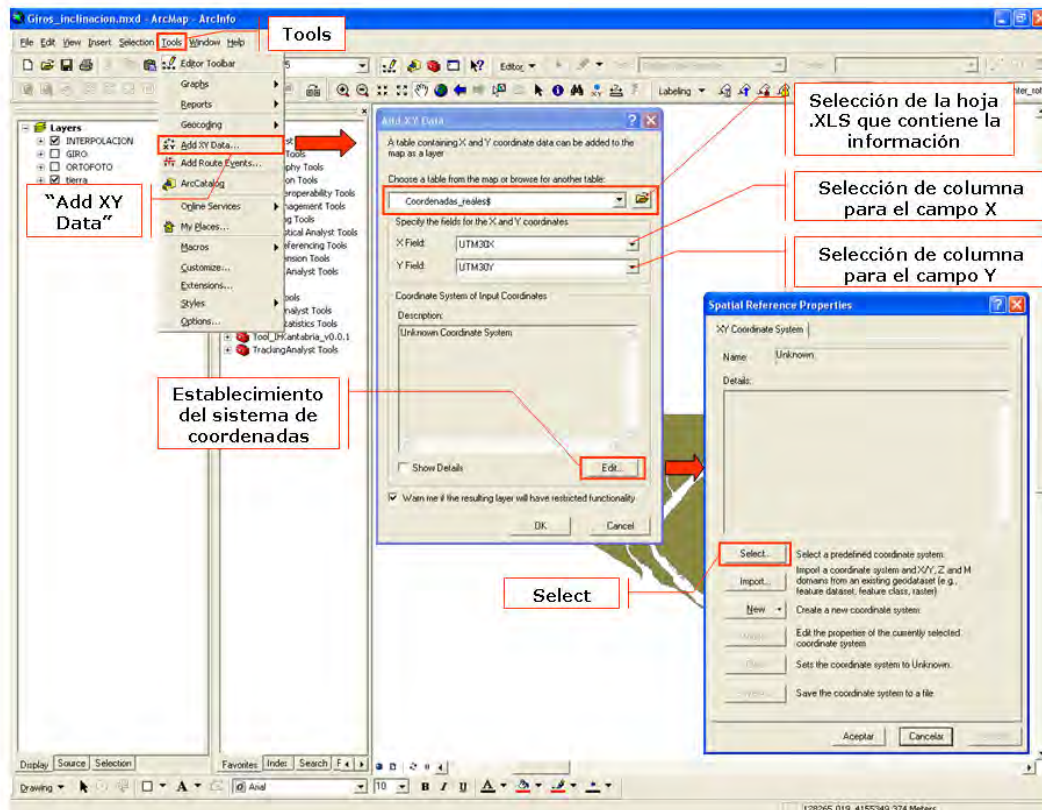 Giros_inclinacion.mxd - ArcMap - ArcInfo
File Edit View Insert Selection Tools Window Help
Tools
Editor Toolbar
Graphs
Reports
Geocoding
Add XY Data...
Add Route Events...
ArcCatalog
Online Services
My Places...
Macros
Customize...
Extensions...
Styles
Options...
Editor
Labeling
Layers
INTERPOLACION
GIRO
ORTOFOTO
tierra
"Add XY
Data"
Tool_IHCantabria_v0.0.1
TrackingAnalyst Tools
Add XY Data
A table containing X and Y coordinate data can be added to the
map as a layer
Choose a table from the map or browse for another table:
Coordenadas_reales$
Specify the fields for the X and Y coordinates
X Field: UTM30X
Y Field: UTM30Y
Coordinate System of Input Coordinates
Description:
Unknown Coordinate System
Show Details
Edit...
Warn me if the resulting layer will have restricted functionality
OK Cancel
Selección de la hoja
.XLS que contiene la
información
Selección de columna
para el campo X
Selección de columna
para el campo Y
Establecimiento
del sistema de
coordenadas
Select
Spatial Reference Properties
XY Coordinate System
Name: Unknown
Details:
Select... Select a predefined coordinate system.
Import... Import a coordinate system and X/Y, Z and M
domains from an existing geodataset (e.g.,
feature dataset, feature class, raster)
New Create a new coordinate system.
Edit the properties of the currently selected
coordinate system
Sets the coordinate system to Unknown.
Save the coordinate system to a file
Aceptar Cancelar
Display Source Selection
Favorites Index Search
Drawing Arial 10 B I U A
128265,019 4155349,374 Meters